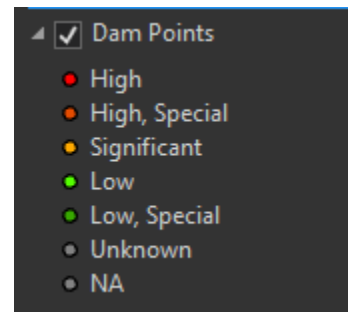 Dam Points
High
High, Special
Significant
Low
Low, Special
Unknown
NA